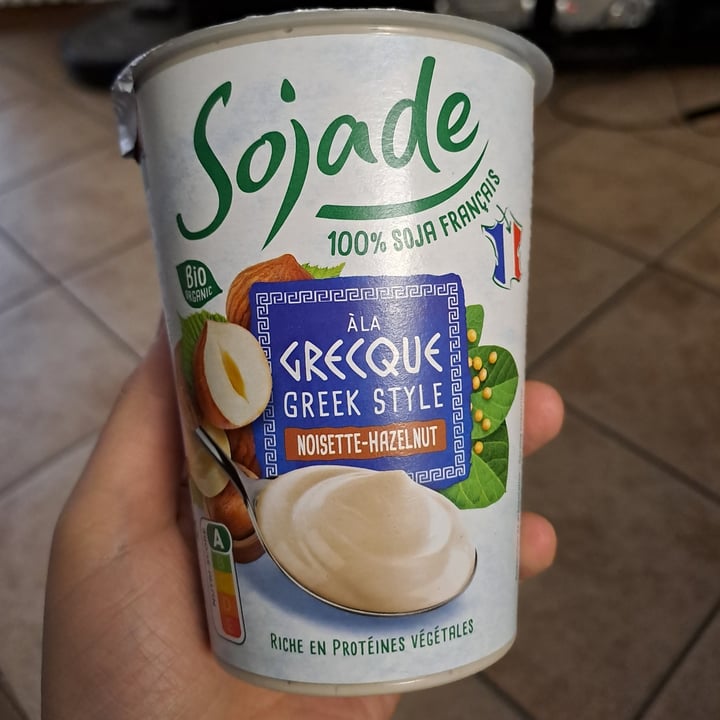 Sojade
100% SOJA FRANÇAIS
Bio
ORGANIC
À LA
GRECQUE
GREEK STYLE
NOISETTE-HAZELNUT
A
B
D
E
RICHE EN PROTÉINES VÉGÉTALES